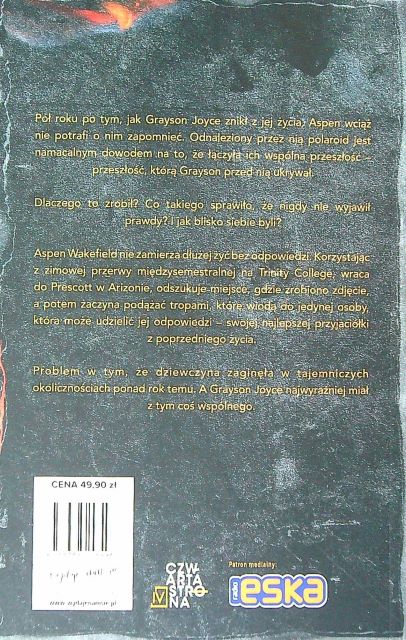 Pół roku po tym, jak Grayson Joyce znikł z jej życia, Aspen wciąż
nie potrafi o nim zapomnieć. Odnaleziony przez nią polaroid jest
namacalnym dowodem na to, że łączyła ich wspólna przeszłość –
przeszłość, którą Grayson przed nią ukrywał.
Dlaczego to zrobił? Co takiego sprawiło, że nigdy nie wyjawił
prawdy? I jak blisko siebie byli?
Aspen Wakefield nie zamierza dłużej żyć bez odpowiedzi. Korzystając
z zimowej przerwy międzysemestralnej na Trinity College, wraca
do Prescott w Arizonie, odszukuje miejsce, gdzie zrobiono zdjęcie,
a potem zaczyna podążać tropami, które wiodą do jedynej osoby,
która może udzielić jej odpowiedzi – swojej najlepszej przyjaciółki
z poprzedniego życia.
Problem w tym, że dziewczyna zaginęła w tajemniczych
okolicznościach ponad rok temu. A Grayson Joyce najwyraźniej miał
z tym coś wspólnego.
CENA 49,90 zł
CZW
ARTA
STRO
NA
Patron medialny:
radio
eska